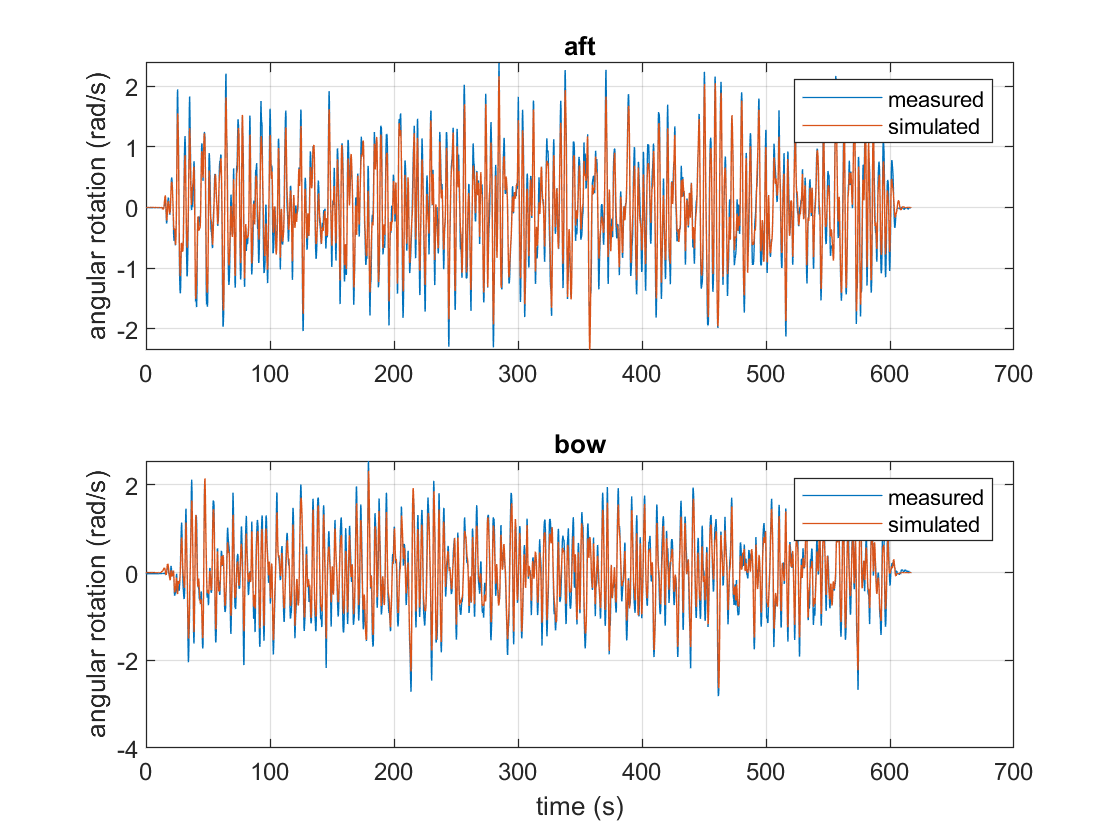 aft
angular rotation (rad/s)
2
1
0
-1
-2
measured
simulated
0 100 200 300 400 500 600 700
bow
angular rotation (rad/s)
2
0
-2
-4
measured
simulated
0 100 200 300 400 500 600 700
time (s)